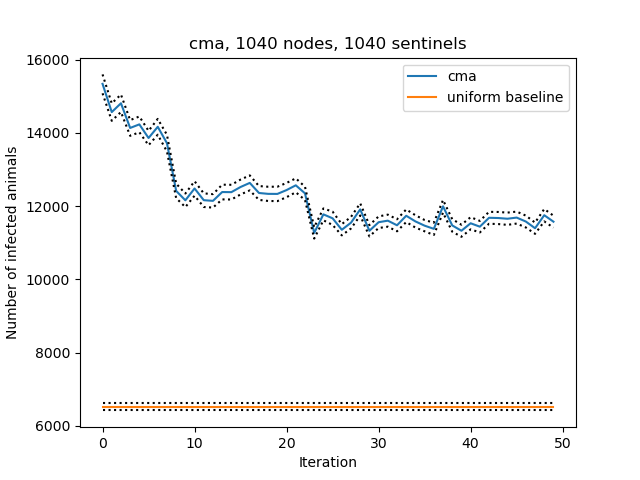 cma, 1040 nodes, 1040 sentinels
cma
uniform baseline
Number of infected animals
16000
14000
12000
10000
8000
6000
0 10 20 30 40 50
Iteration